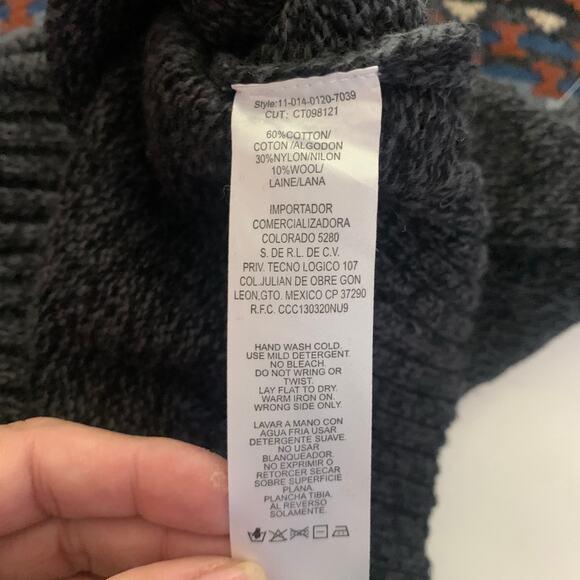 Style:11-014-0120-7039
CUT: CT098121
60%COTTON/
COTON /ALGODON
30%NYLON/NILON
10%WOOL/
LAINE/LANA
IMPORTADOR
COMERCIALIZADORA
COLORADO 5280
S. DE R.L. DE C.V.
PRIV. TECNO LOGICO 107
COL.JULIAN DE OBRE GON
LEON,GTO. MEXICO CP 37290
R.F.C. CCC130320NU9
HAND WASH COLD.
USE MILD DETERGENT.
NO BLEACH.
DO NOT WRING OR
TWIST.
LAY FLAT TO DRY.
WARM IRON ON
WRONG SIDE ONLY.
LAVAR A MANO CON
AGUA FRIA USAR
DETERGENTE SUAVE.
NO USAR
BLANQUEADOR.
NO EXPRIMIR O
RETORCER SECAR
SOBRE SUPERFICIE
PLANA.
PLANCHA TIBIA.
AL REVERSO
SOLAMENTE.